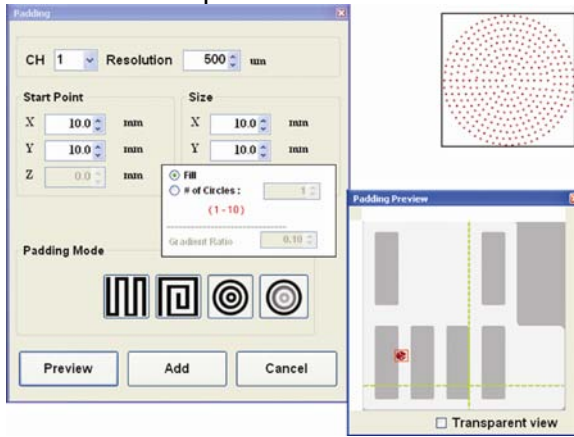 Padding
CH 1 Resolution 500 um
Start Point Size
X 10.0 mm X 10.0 mm
Y 10.0 mm Y 10.0 mm
Z 0.0 mm
Fill
# of Circles : 1
(1-10)
Gradient Ratio 0.10
Padding Mode
Preview Add Cancel
Padding Preview
Transparent view